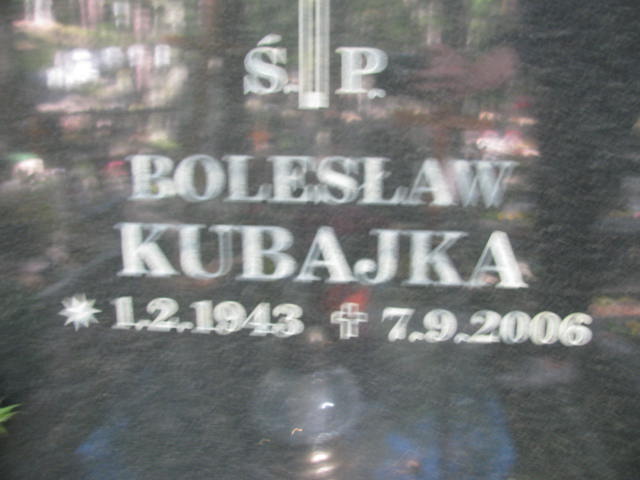 Ś. P.
BOLESŁAW
KUBAJKA
* 1.2.1943 ✝ 7.9.2006